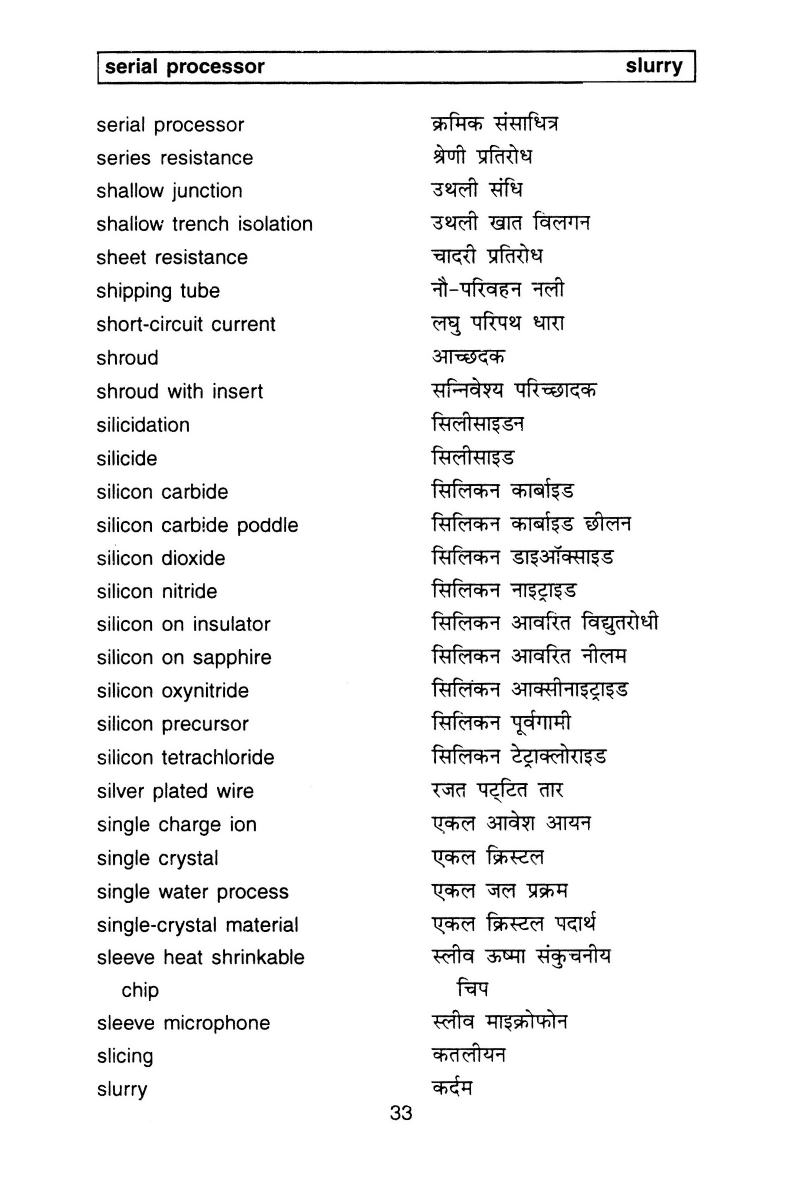 serial processor slurry
serial processor क्रमिक संसाधित्र
series resistance श्रेणी प्रतिरोध
shallow junction उथली संधि
shallow trench isolation उथली खात विलगन
sheet resistance चादरी प्रतिरोध
shipping tube नौ-परिवहन नली
short-circuit current लघु परिपथ धारा
shroud आच्छदक
shroud with insert सन्निवेश्य परिच्छादक
silicidation सिलीसाइडन
silicide सिलीसाइड
silicon carbide सिलिकन कार्बाइड
silicon carbide poddle सिलिकन कार्बाइड छीलन
silicon dioxide सिलिकन डाइऑक्साइड
silicon nitride सिलिकन नाइट्राइड
silicon on insulator सिलिकन आवरित विद्युतरोधी
silicon on sapphire सिलिकन आवरित नीलम
silicon oxynitride सिलिकन आक्सीनाइट्राइड
silicon precursor सिलिकन पूर्वगामी
silicon tetrachloride सिलिकन टेट्राक्लोराइड
silver plated wire रजत पट्टित तार
single charge ion एकल आवेश आयन
single crystal एकल क्रिस्टल
single water process एकल जल प्रक्रम
single-crystal material एकल क्रिस्टल पदार्थ
sleeve heat shrinkable स्लीव ऊष्मा संकुचनीय
chip चिप
sleeve microphone स्लीव माइक्रोफोन
slicing कतलीयन
slurry कर्दम
33